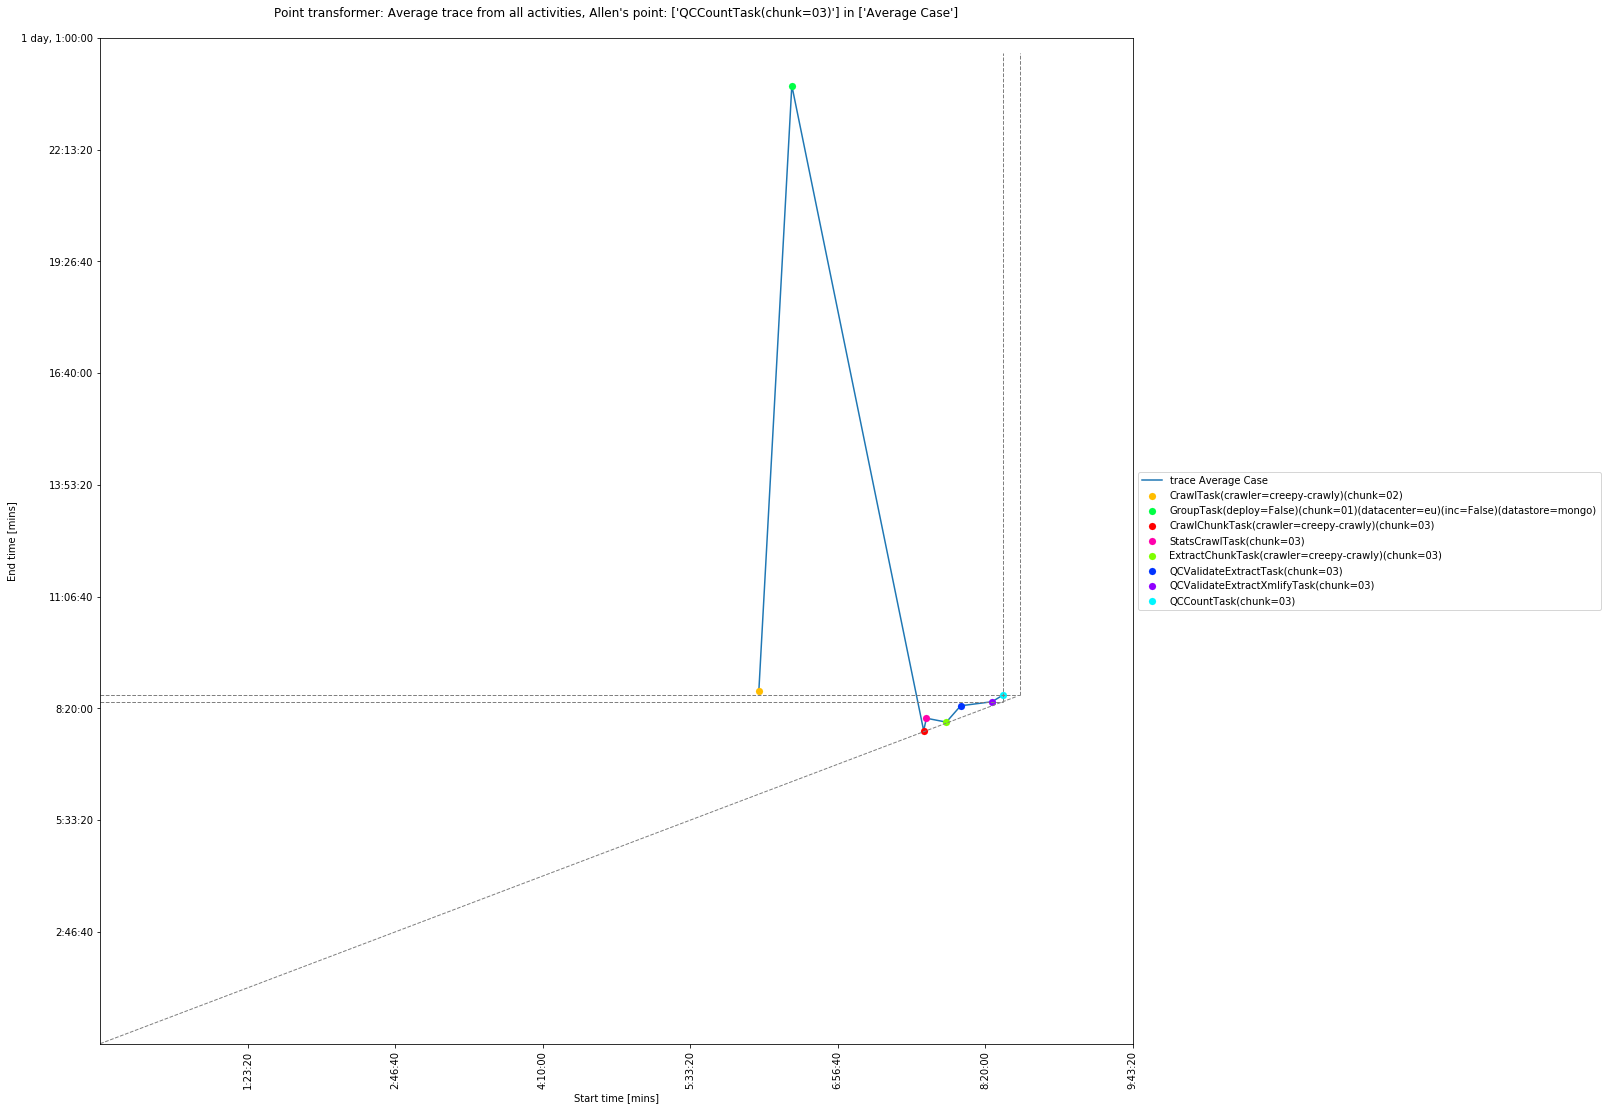 Point transformer: Average trace from all activities, Allen's point: ['QCCountTask(chunk=03)'] in ['Average Case']
1 day, 1:00:00
22:13:20
19:26:40
16:40:00
13:53:20
11:06:40
8:20:00
5:33:20
2:46:40
End time [mins]
1:23:20
2:46:40
4:10:00
5:33:20
6:56:40
8:20:00
9:43:20
Start time [mins]
trace Average Case
CrawlTask(crawler=creepy-crawly)(chunk=02)
GroupTask(deploy=False)(chunk=01)(datacenter=eu)(inc=False)(datastore=mongo)
CrawlChunkTask(crawler=creepy-crawly)(chunk=03)
StatsCrawlTask(chunk=03)
ExtractChunkTask(crawler=creepy-crawly)(chunk=03)
QCValidateExtractTask(chunk=03)
QCValidateExtractXmlifyTask(chunk=03)
QCCountTask(chunk=03)